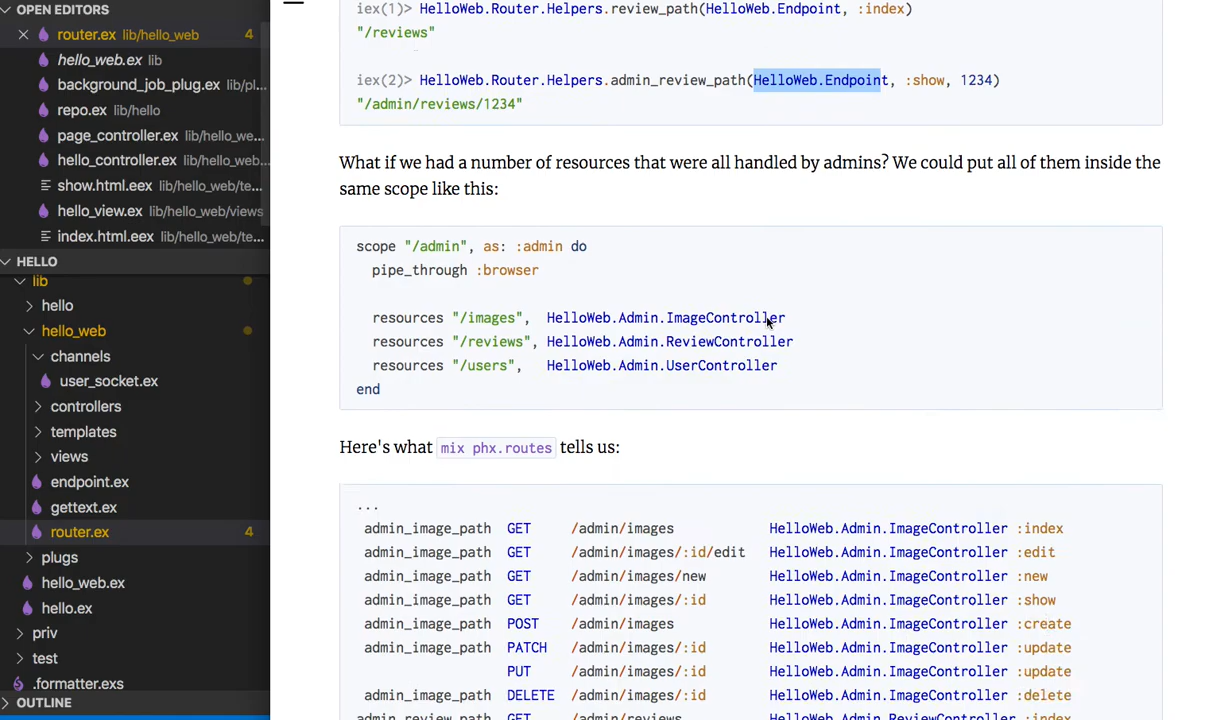 OPEN EDITORS
router.ex lib/hello_web 4
hello_web.ex lib
background_job_plug.ex lib/pl...
repo.ex lib/hello
page_controller.ex lib/hello_we...
hello_controller.ex lib/hello_web...
show.html.eex lib/hello_web/te...
hello_view.ex lib/hello_web/views
index.html.eex lib/hello_web/te...
HELLO
lib
hello
hello_web
channels
user_socket.ex
controllers
templates
views
endpoint.ex
gettext.ex
router.ex 4
plugs
hello_web.ex
hello.ex
priv
test
.formatter.exs
OUTLINE
iex(1)> HelloWeb.Router.Helpers.review_path(HelloWeb.Endpoint, :index)
"/reviews"
iex(2)> HelloWeb.Router.Helpers.admin_review_path(HelloWeb.Endpoint, :show, 1234)
"/admin/reviews/1234"
What if we had a number of resources that were all handled by admins? We could put all of them inside the
same scope like this:
scope "/admin", as: :admin do
pipe_through :browser
resources "/images", HelloWeb.Admin.ImageController
resources "/reviews", HelloWeb.Admin.ReviewController
resources "/users", HelloWeb.Admin.UserController
end
Here's what mix phx.routes tells us:
...
admin_image_path GET /admin/images HelloWeb.Admin.ImageController :index
admin_image_path GET /admin/images/:id/edit HelloWeb.Admin.ImageController :edit
admin_image_path GET /admin/images/new HelloWeb.Admin.ImageController :new
admin_image_path GET /admin/images/:id HelloWeb.Admin.ImageController :show
admin_image_path POST /admin/images HelloWeb.Admin.ImageController :create
admin_image_path PATCH /admin/images/:id HelloWeb.Admin.ImageController :update
PUT /admin/images/:id HelloWeb.Admin.ImageController :update
admin_image_path DELETE /admin/images/:id HelloWeb.Admin.ImageController :delete
admin_review_path GET /admin/reviews HelloWeb.Admin.ReviewController :index